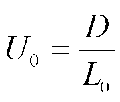 U₀ = D / L₀